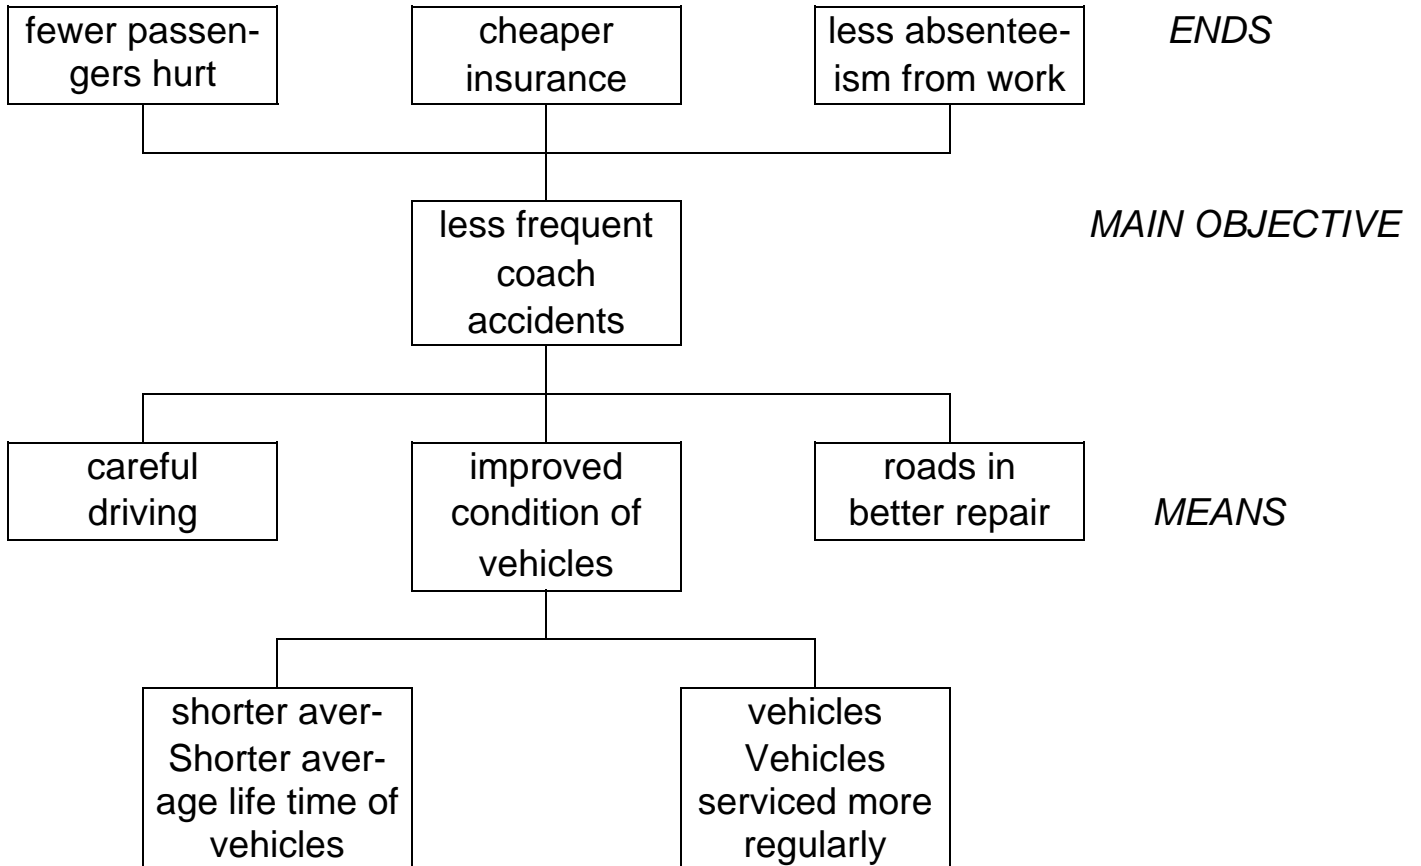 fewer passen-
gers hurt
cheaper
insurance
less absentee-
ism from work
ENDS
less frequent
coach
accidents
MAIN OBJECTIVE
careful
driving
improved
condition of
vehicles
roads in
better repair
MEANS
shorter aver-
Shorter aver-
age life time of
vehicles
vehicles
Vehicles
serviced more
regularly